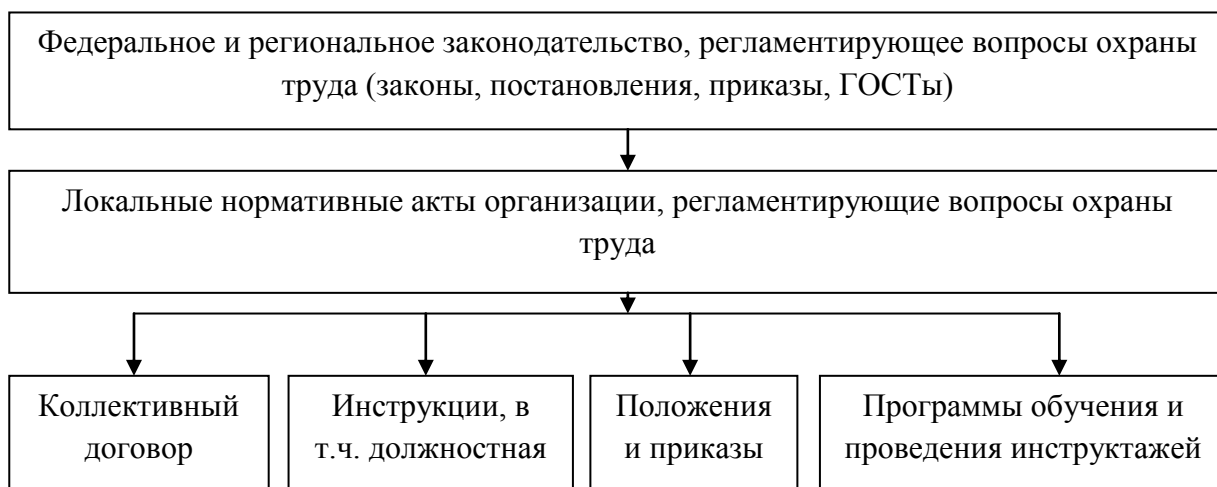 Федеральное и региональное законодательство, регламентирующее вопросы охраны
труда (законы, постановления, приказы, ГОСТы)
Локальные нормативные акты организации, регламентирующие вопросы охраны
труда
Коллективный
договор
Инструкции, в
т.ч. должностная
Положения
и приказы
Программы обучения и
проведения инструктажей